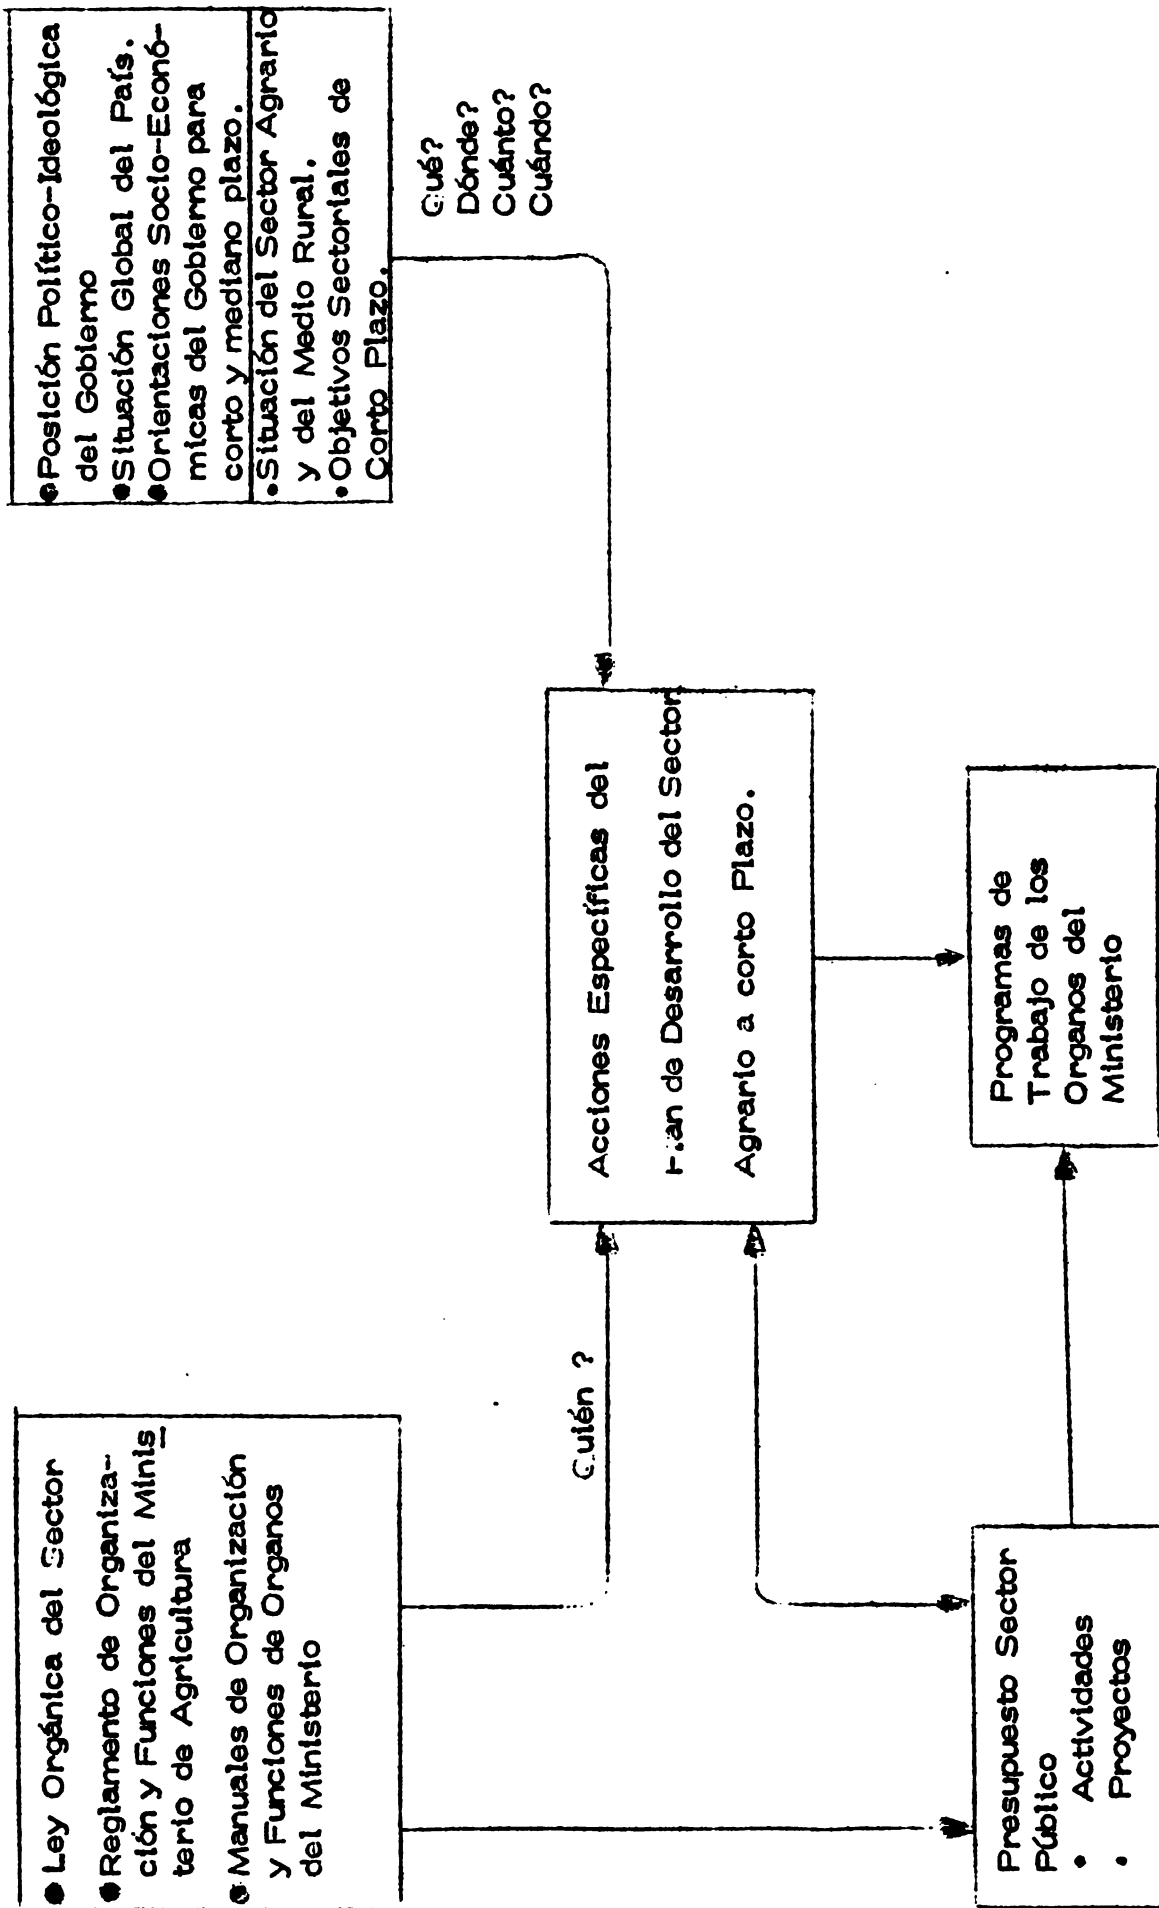 ● Ley Orgánica del Sector
● Reglamento de Organiza-
ción y Funciones del Minis
terio de Agricultura
● Manuales de Organización
y Funciones de Organos
del Ministerio
● Posición Político-Ideológica
del Gobierno
● Situación Global del País.
● Orientaciones Socio-Econó-
micas del Gobierno para
corto y mediano plazo.
• Situación del Sector Agrario
y del Medio Rural.
• Objetivos Sectoriales de
Corto Plazo.
Qué?
Dónde?
Cuánto?
Cuándo?
Quién ?
Acciones Específicas del
Plan de Desarrollo del Sector
Agrario a corto Plazo.
Presupuesto Sector
Público
• Actividades
• Proyectos
Programas de
Trabajo de los
Organos del
Ministerio